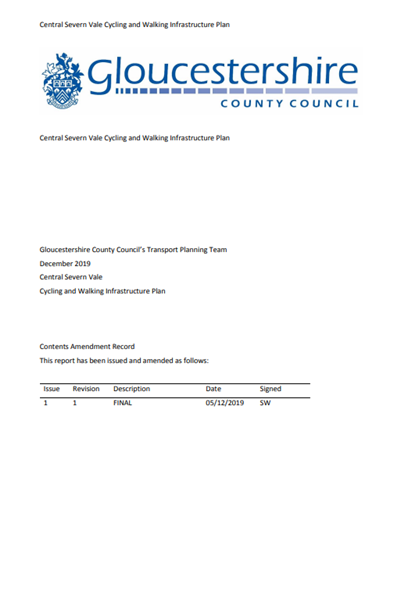 Central Severn Vale Cycling and Walking Infrastructure Plan
Gloucestershire
COUNTY COUNCIL
Central Severn Vale Cycling and Walking Infrastructure Plan
Gloucestershire County Council's Transport Planning Team
December 2019
Central Severn Vale
Cycling and Walking Infrastructure Plan
Contents Amendment Record
This report has been issued and amended as follows:
Issue Revision Description Date Signed
1 1 FINAL 05/12/2019 SW